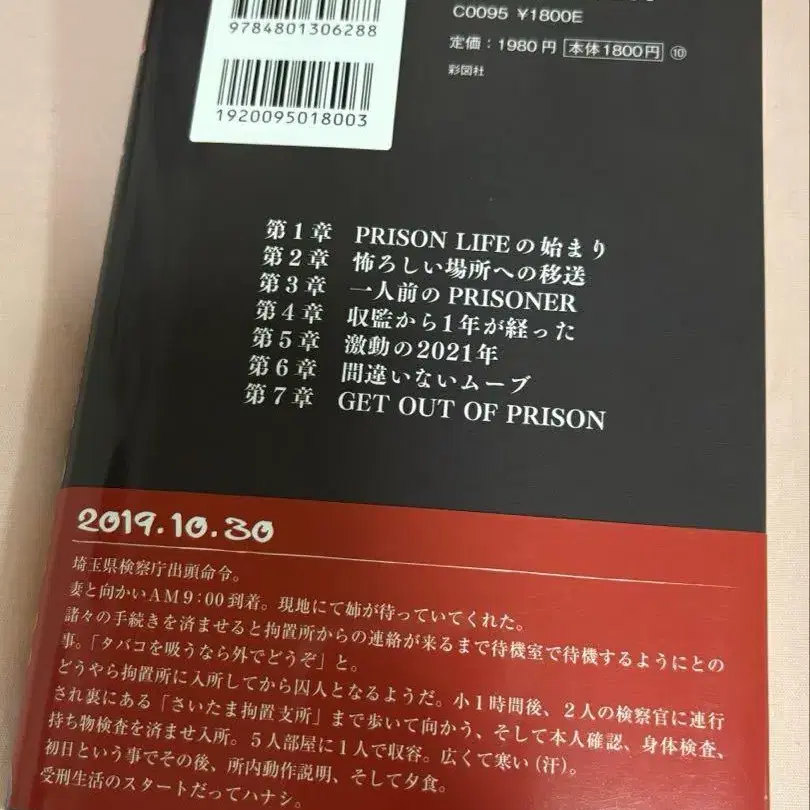 9784801306288
C0095 ¥1800E
定価：1980円 本体1800円 ⑩
彩図社
1920095018003
第1章 PRISON LIFEの始まり
第2章 怖ろしい場所への移送
第3章 一人前のPRISONER
第4章 収監から1年が経った
第5章 激動の2021年
第6章 間違いないムーブ
第7章 GET OUT OF PRISON
2019.10.30
埼玉県検察庁出頭命令。
妻と向かいAM9:00到着。現地にて姉が待っていてくれた。
諸々の手続きを済ませると拘置所からの連絡が来るまで待機室で待機するようにとの
事。「タバコを吸うなら外でどうぞ」と。
どうやら拘置所に入所してから囚人となるようだ。小1時間後、2人の検察官に連行
され裏にある「さいたま拘置支所」まで歩いて向かう、そして本人確認、身体検査、
持ち物検査を済ませ入所。5人部屋に1人で収容。広くて寒い(汗)。
初日という事でその後、所内動作説明、そして夕食。
受刑生活のスタートだってハナシ。